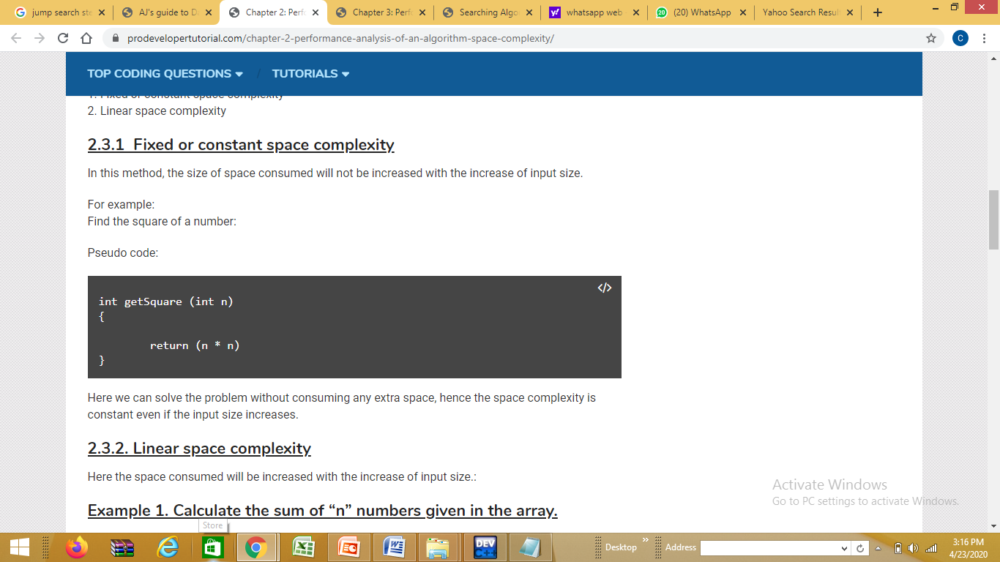 jump search ste
AJ's guide to D
Chapter 2: Perf
Chapter 3: Perf
Searching Algo
whatsapp web
(20) WhatsApp
Yahoo Search Resul
prodevelopertutorial.com/chapter-2-performance-analysis-of-an-algorithm-space-complexity/
C
TOP CODING QUESTIONS / TUTORIALS
1. Fixed or constant space complexity
2. Linear space complexity
2.3.1 Fixed or constant space complexity
In this method, the size of space consumed will not be increased with the increase of input size.
For example:
Find the square of a number:
Pseudo code:
</>
int getSquare (int n)
{
return (n * n)
}
Here we can solve the problem without consuming any extra space, hence the space complexity is
constant even if the input size increases.
2.3.2. Linear space complexity
Here the space consumed will be increased with the increase of input size.:
Activate Windows
Go to PC settings to activate Windows.
Example 1. Calculate the sum of “n” numbers given in the array.
Store
DEV
C++
Desktop
Address
3:16 PM
4/23/2020